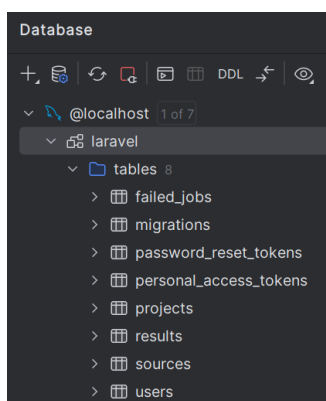 Database
DDL
@localhost 1 of 7
laravel
tables 8
failed_jobs
migrations
password_reset_tokens
personal_access_tokens
projects
results
sources
users